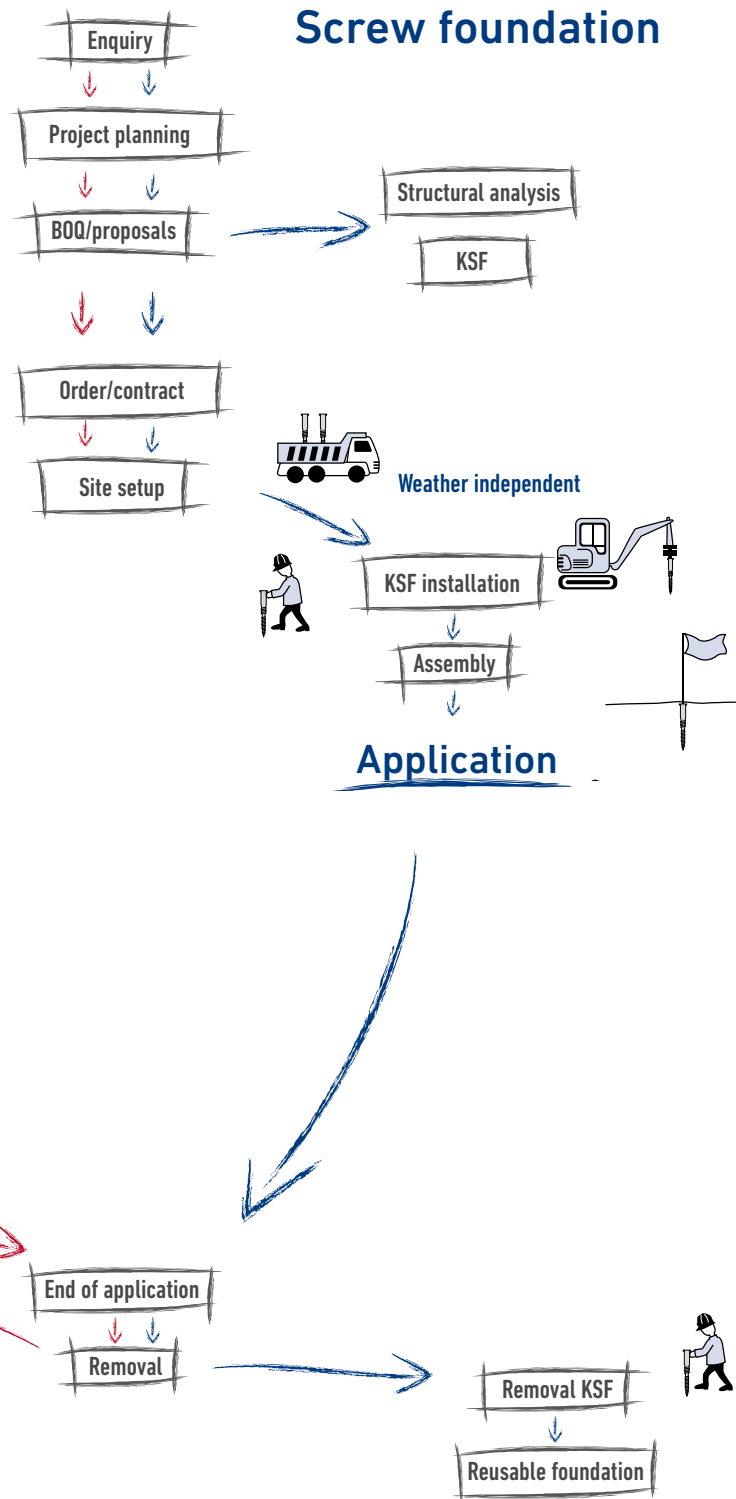 Screw foundation
Enquiry
Project planning
BOQ/proposals
Structural analysis
KSF
Order/contract
Site setup
Weather independent
KSF installation
Assembly
Application
End of application
Removal
Removal KSF
Reusable foundation